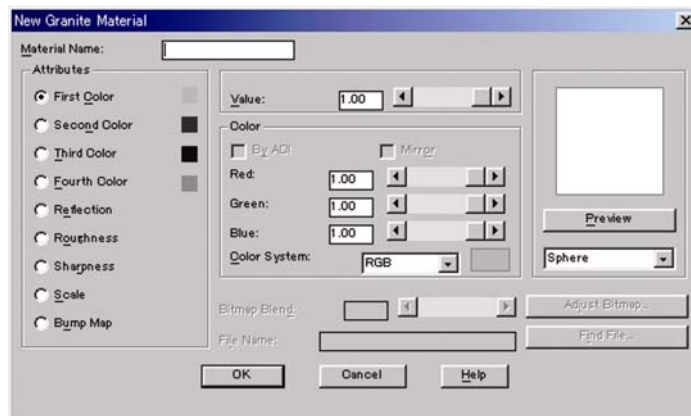 New Granite Material
Material Name:
Attributes
First Color
Second Color
Third Color
Fourth Color
Reflection
Roughness
Sharpness
Scale
Bump Map
Value: 1.00
Color
By ACI Mirror
Red: 1.00
Green: 1.00
Blue: 1.00
Color System: RGB
Preview
Sphere
Bitmap Blend:
Adjust Bitmap...
File Name:
Find File...
OK Cancel Help